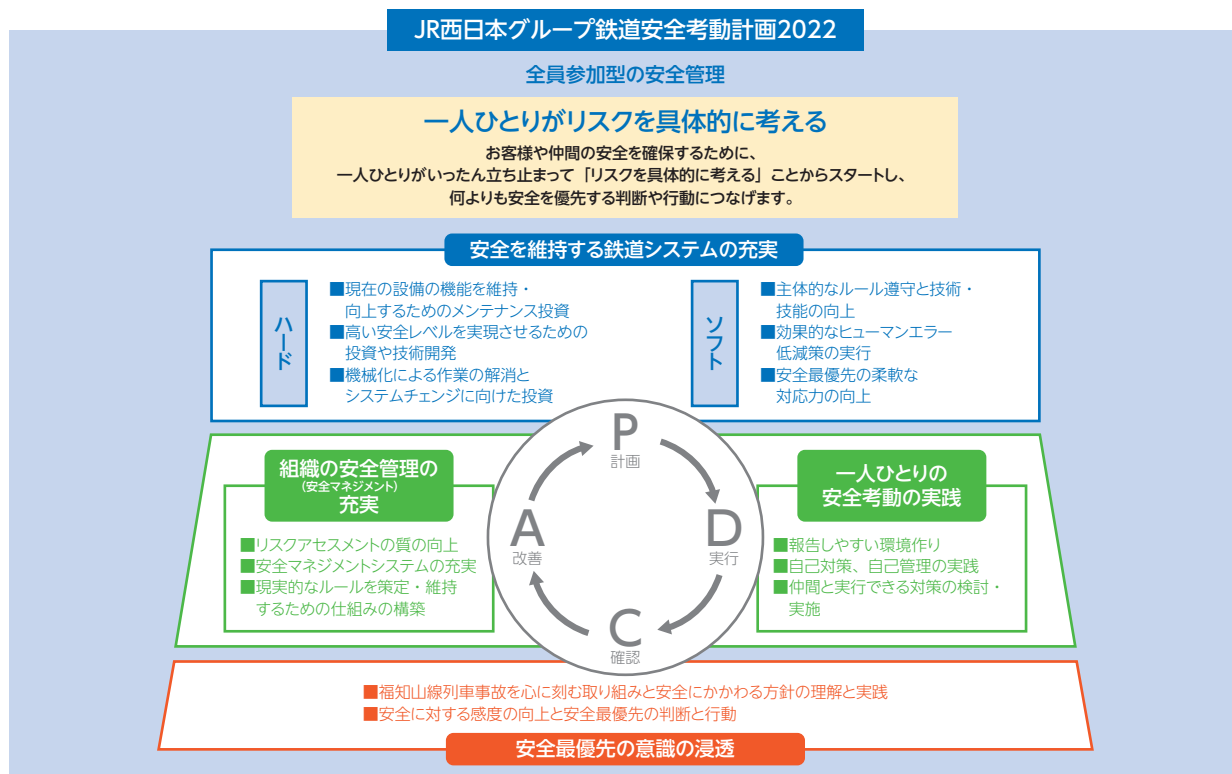 JR西日本グループ鉄道安全考動計画2022
全員参加型の安全管理
一人ひとりがリスクを具体的に考える
お客様や仲間の安全を確保するために、
一人ひとりがいったん立ち止まって「リスクを具体的に考える」ことからスタートし、
何よりも安全を優先する判断や行動につなげます。
安全を維持する鉄道システムの充実
ハード
■現在の設備の機能を維持・
向上するためのメンテナンス投資
■高い安全レベルを実現させるための
投資や技術開発
■機械化による作業の解消と
システムチェンジに向けた投資
ソフト
■主体的なルール遵守と技術・
技能の向上
■効果的なヒューマンエラー
低減策の実行
■安全最優先の柔軟な
対応力の向上
組織の安全管理の
(安全マネジメント)
充実
■リスクアセスメントの質の向上
■安全マネジメントシステムの充実
■現実的なルールを策定・維持
するための仕組みの構築
P
計画
D
実行
C
確認
A
改善
一人ひとりの
安全考動の実践
■報告しやすい環境作り
■自己対策、自己管理の実践
■仲間と実行できる対策の検討・
実施
■福知山線列車事故を心に刻む取り組みと安全にかかわる方針の理解と実践
■安全に対する感度の向上と安全最優先の判断と行動
安全最優先の意識の浸透